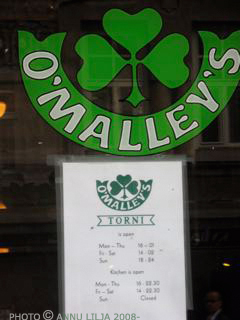 O'MALLEY'S
O'MALLEY'S
TORNI
is open
Mon - Thu 16 - 01
Fri - Sat 14 - 02
Sun 18 - 24
Kitchen is open
Mon - Thu 16 - 22.30
Fri - Sat 14 - 22.30
Sun Closed
PHOTO © ANNU LILJA 2008-